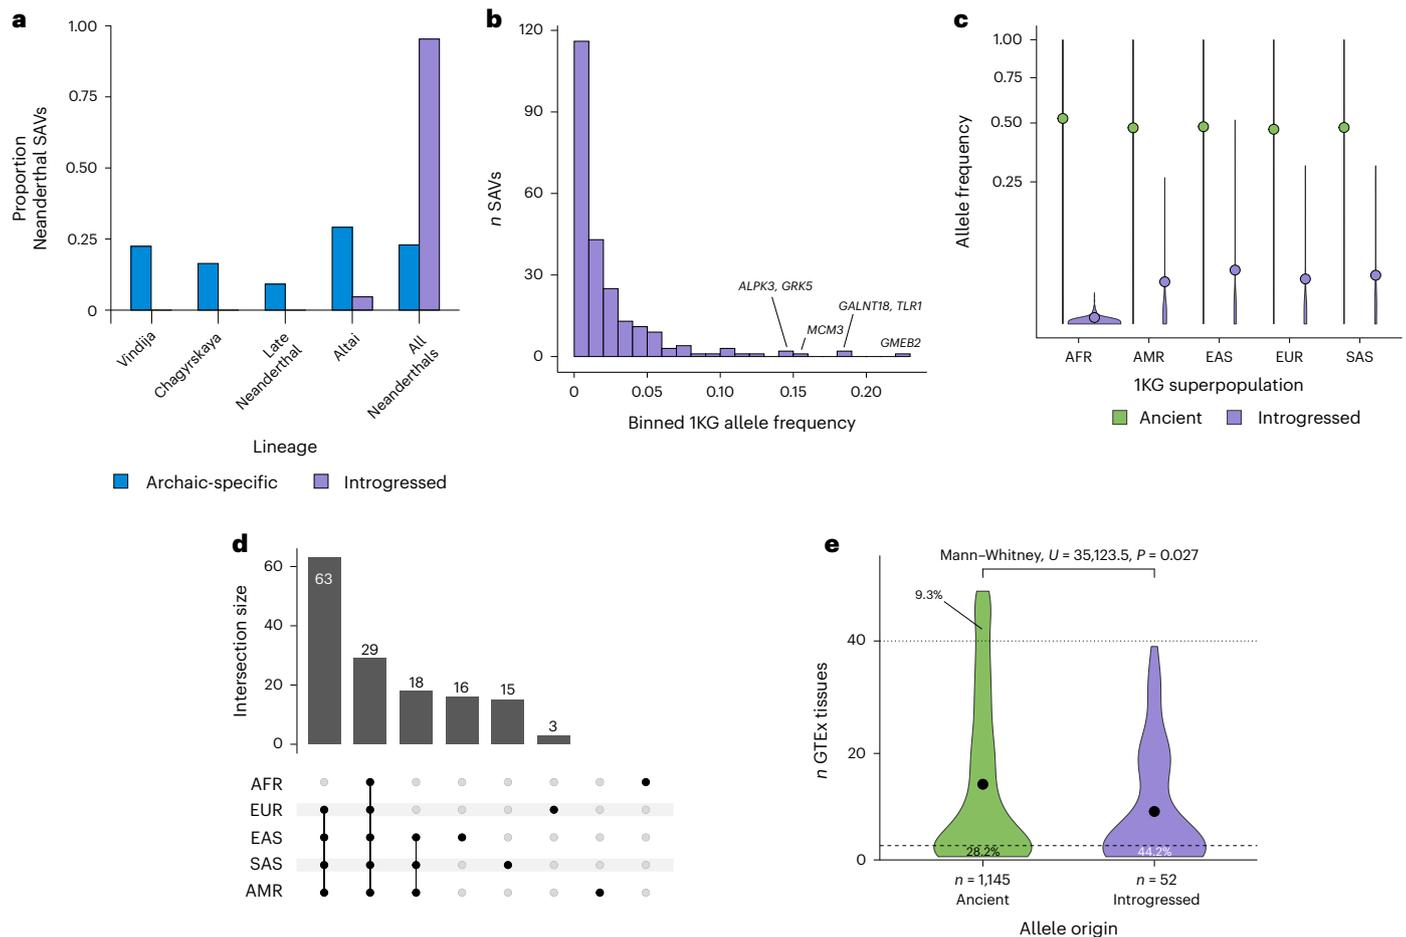 a
1.00
0.75
0.50
0.25
0
Proportion
Neanderthal SAVs
Vindija
Chagyrskaya
Late
Neanderthal
Altai
All
Neanderthals
Lineage
Archaic-specific
Introgressed
b
120
90
60
30
0
n SAVs
ALPK3, GRK5
GALNT18, TLR1
MCM3
GMEB2
0
0.05
0.10
0.15
0.20
Binned 1KG allele frequency
c
1.00
0.75
0.50
0.25
Allele frequency
AFR
AMR
EAS
EUR
SAS
1KG superpopulation
Ancient
Introgressed
d
60
40
20
0
Intersection size
63
29
18
16
15
3
AFR
EUR
EAS
SAS
AMR
e
Mann–Whitney, U = 35,123.5, P = 0.027
9.3%
40
20
0
n GTEx tissues
28.2%
44.2%
n = 1,145
Ancient
n = 52
Introgressed
Allele origin